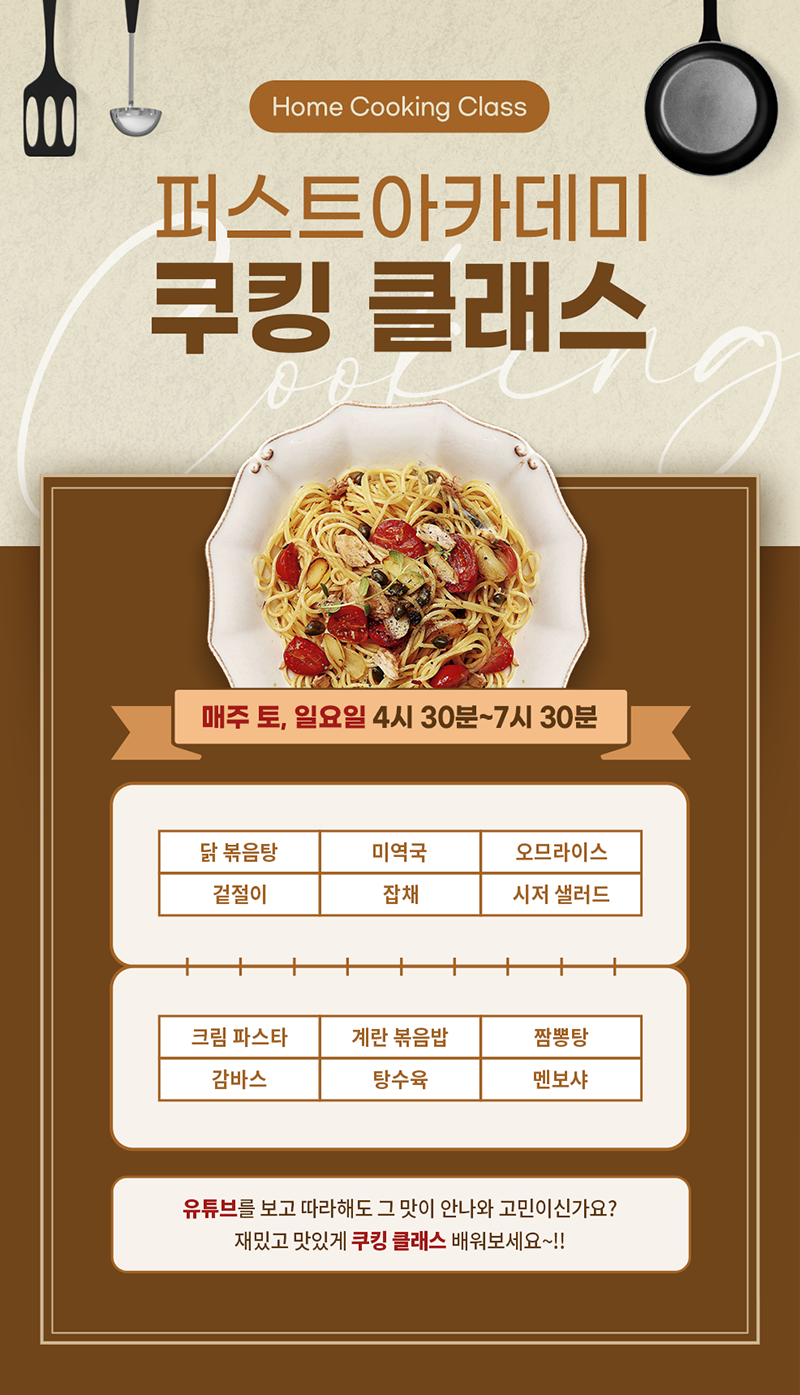 Home Cooking Class
퍼스트아카데미
쿠킹 클래스
Cooking
매주 토, 일요일 4시 30분~7시 30분
닭 볶음탕 미역국 오므라이스
겉절이 잡채 시저 샐러드
크림 파스타 계란 볶음밥 짬뽕탕
감바스 탕수육 멘보샤
유튜브를 보고 따라해도 그 맛이 안나와 고민이신가요?
재밌고 맛있게 쿠킹 클래스 배워보세요~!!